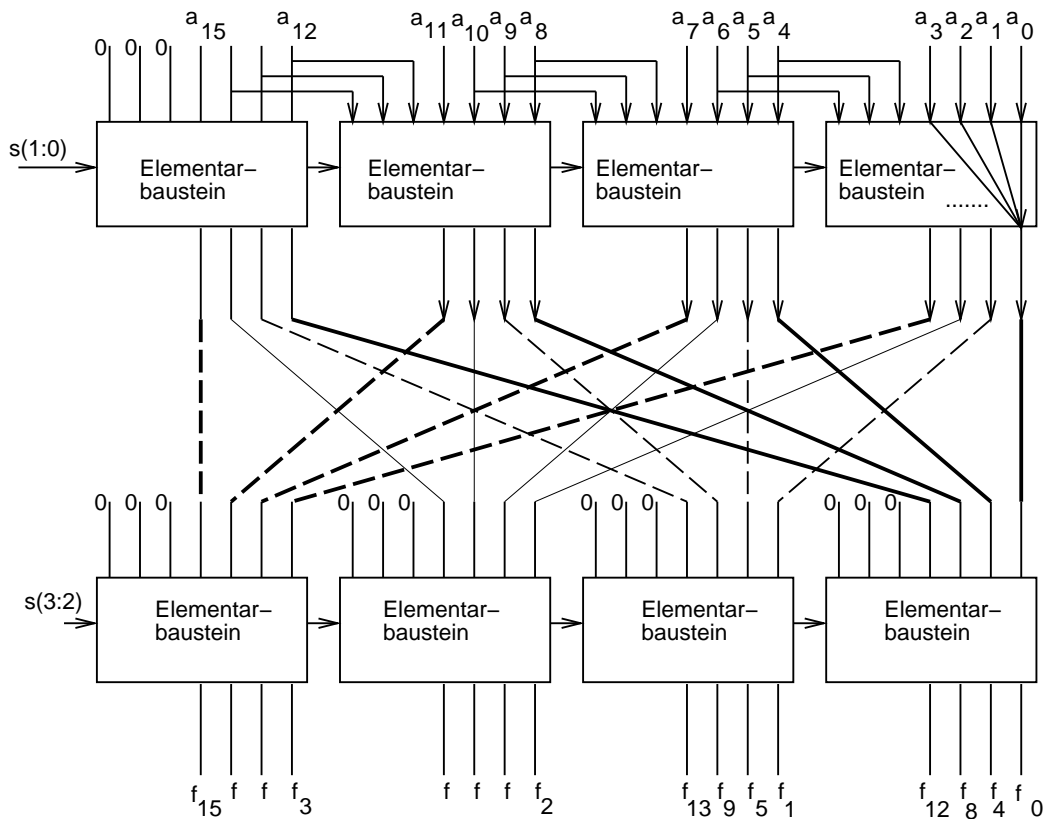 a15 a12 a11 a10 a9 a8 a7 a6 a5 a4 a3 a2 a1 a0
0 0 0
s(1:0)
Elementar–
baustein
Elementar–
baustein
Elementar–
baustein
Elementar–
baustein
.......
0 0 0
0 0 0
0 0 0
0 0 0
s(3:2)
Elementar–
baustein
Elementar–
baustein
Elementar–
baustein
Elementar–
baustein
f15 f f f3 f f f f2 f13 f9 f5 f1 f12 f8 f4 f0